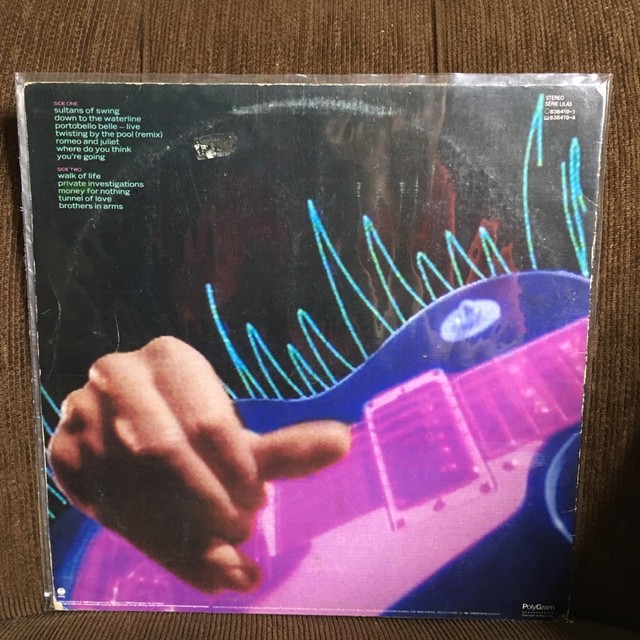 SIDE ONE
sultans of swing
down to the waterline
portobello belle – live
twisting by the pool (remix)
romeo and juliet
where do you think
you're going
SIDE TWO
walk of life
private investigations
money for nothing
tunnel of love
brothers in arms
STEREO
SÉRIE LILÁS
836419-1
836419-4
PolyGram